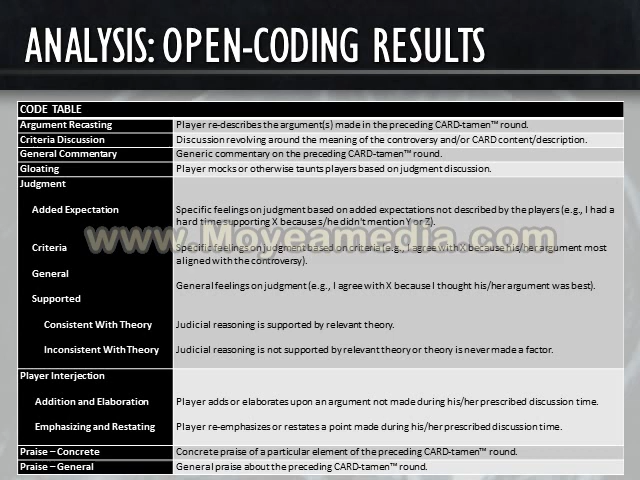 ANALYSIS: OPEN-CODING RESULTS
CODE TABLE
Argument Recasting Player re-describes the argument(s) made in the preceding CARD-tamen™ round.
Criteria Discussion Discussion revolving around the meaning of the controversy and/or CARD content/description.
General Commentary Generic commentary on the preceding CARD-tamen™ round.
Gloating Player mocks or otherwise taunts players based on judgment discussion.
Judgment
Added Expectation Specific feelings on judgment based on added expectations not described by the players (e.g., I had a
hard time supporting X because s/he didn't mention Y or Z).
www.Moyeamedia.com
Criteria Specific feelings on judgment based on criteria (e.g., I agree with X because his/her argument most
aligned with the controversy).
General
General feelings on judgment (e.g., I agree with X because I thought his/her argument was best).
Supported
Consistent With Theory Judicial reasoning is supported by relevant theory.
Inconsistent With Theory Judicial reasoning is not supported by relevant theory or theory is never made a factor.
Player Interjection
Addition and Elaboration Player adds or elaborates upon an argument not made during his/her prescribed discussion time.
Emphasizing and Restating Player re-emphasizes or restates a point made during his/her prescribed discussion time.
Praise – Concrete Concrete praise of a particular element of the preceding CARD-tamen™ round.
Praise – General General praise about the preceding CARD-tamen™ round.